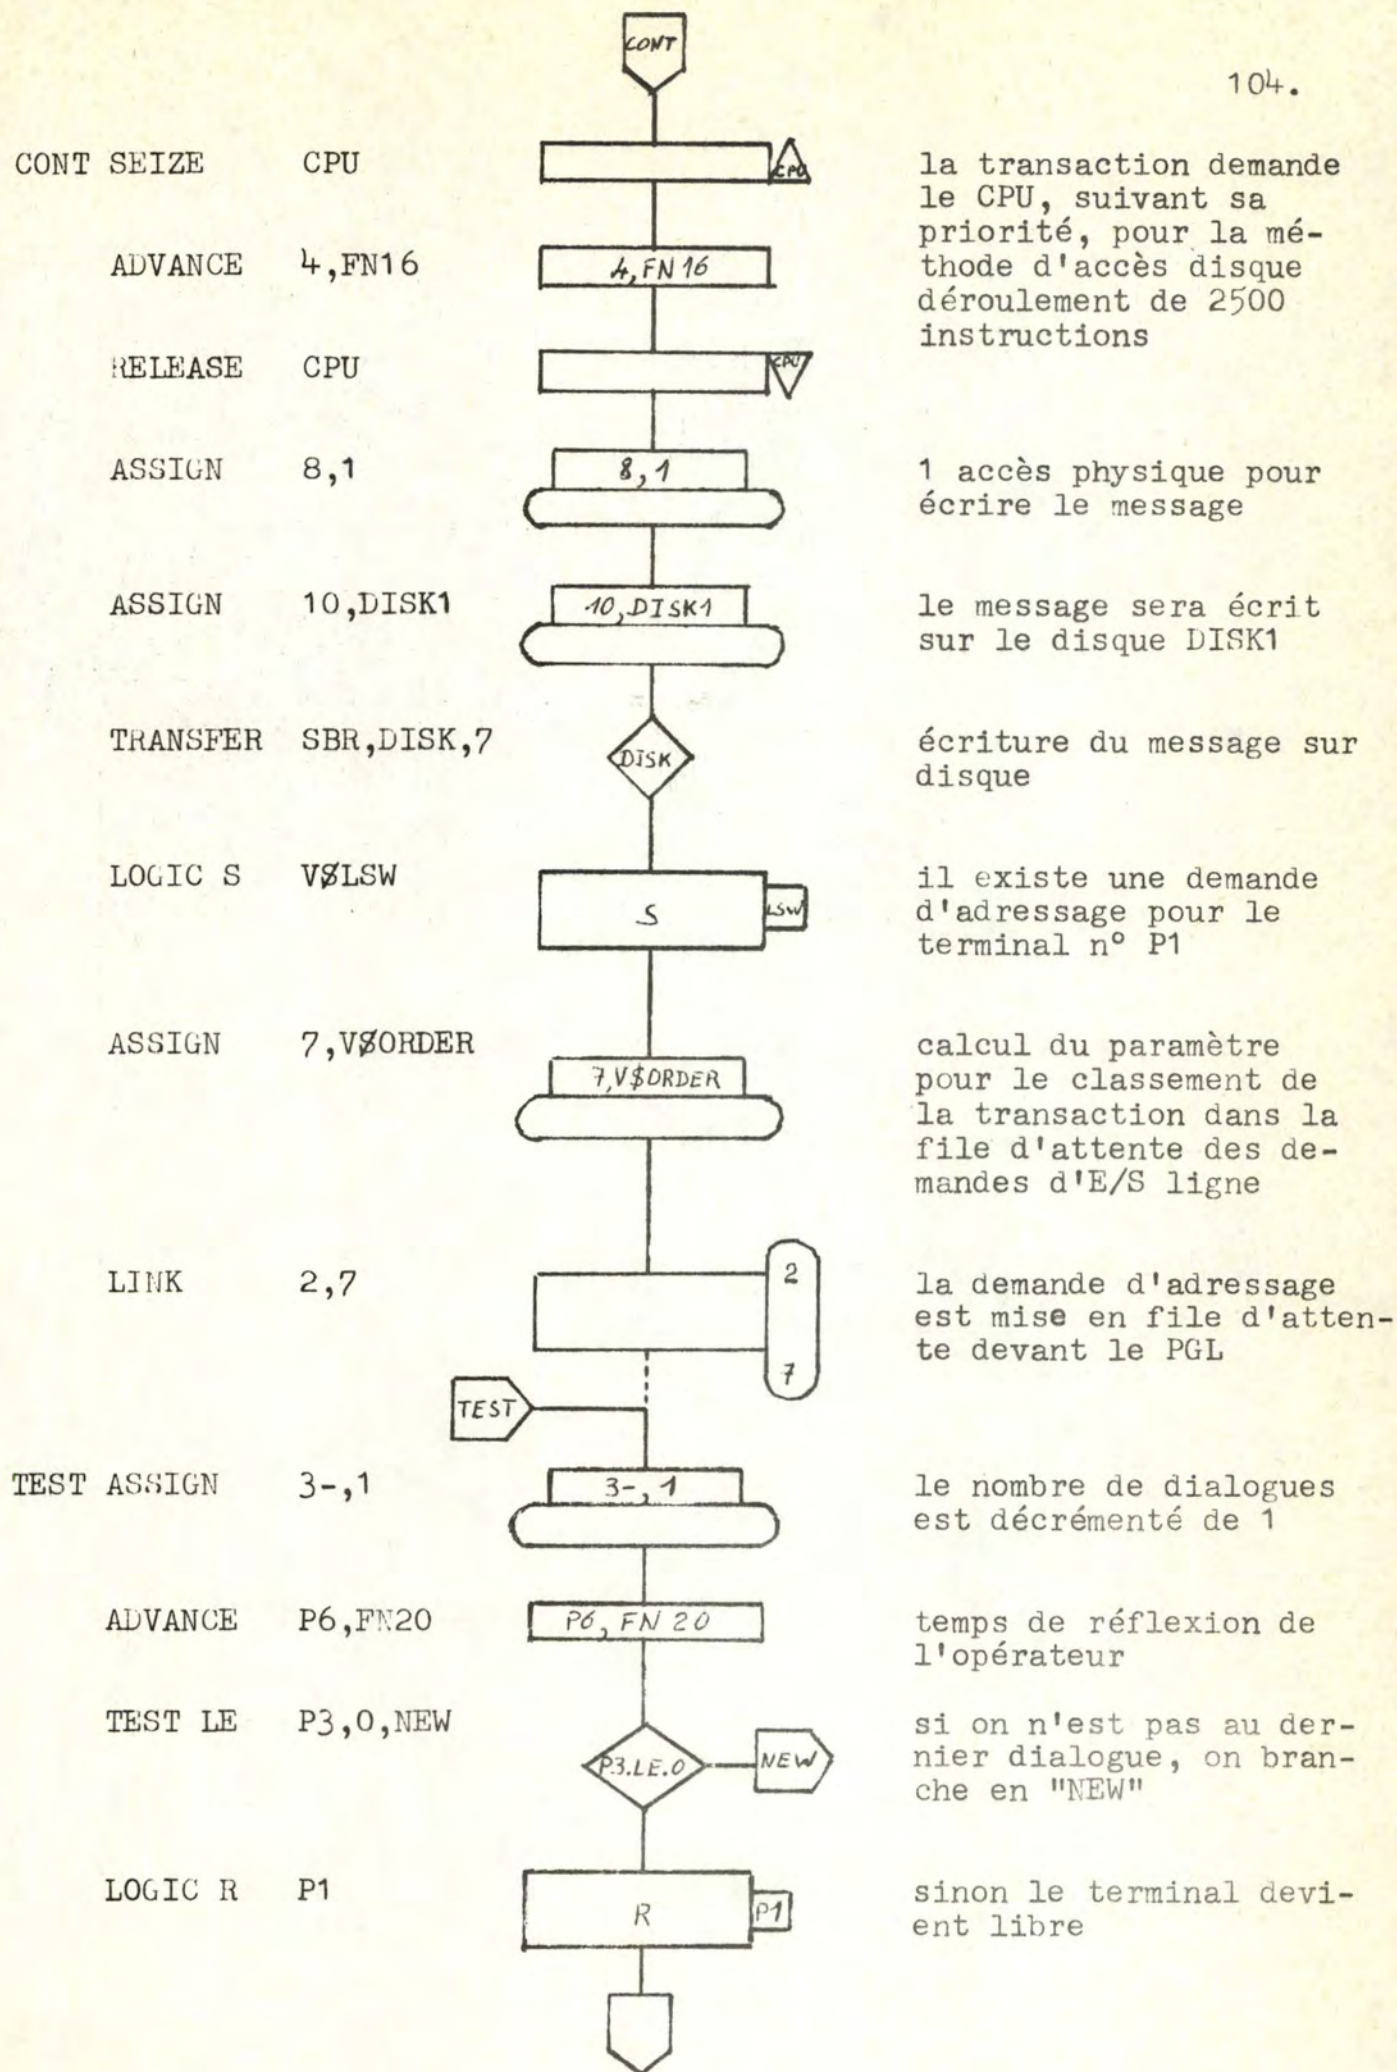 CONT
104.
CONT SEIZE CPU
CPU
la transaction demande
le CPU, suivant sa
priorité, pour la mé-
thode d'accès disque
déroulement de 2500
instructions
ADVANCE 4,FN16
4,FN16
RELEASE CPU
CPU
ASSIGN 8,1
8,1
1 accès physique pour
écrire le message
ASSIGN 10,DISK1
10,DISK1
le message sera écrit
sur le disque DISK1
TRANSFER SBR,DISK,7
DISK
écriture du message sur
disque
LOGIC S V$LSW
S
LSW
il existe une demande
d'adressage pour le
terminal n° P1
ASSIGN 7,V$ORDER
7,V$ORDER
calcul du paramètre
pour le classement de
la transaction dans la
file d'attente des de-
mandes d'E/S ligne
LINK 2,7
2
7
la demande d'adressage
est mise en file d'atten-
te devant le PGL
TEST
TEST ASSIGN 3-,1
3-,1
le nombre de dialogues
est décrémenté de 1
ADVANCE P6,FN20
P6,FN20
temps de réflexion de
l'opérateur
TEST LE P3,0,NEW
P3.LE.0
NEW
si on n'est pas au der-
nier dialogue, on bran-
che en "NEW"
LOGIC R P1
R
P1
sinon le terminal devi-
ent libre